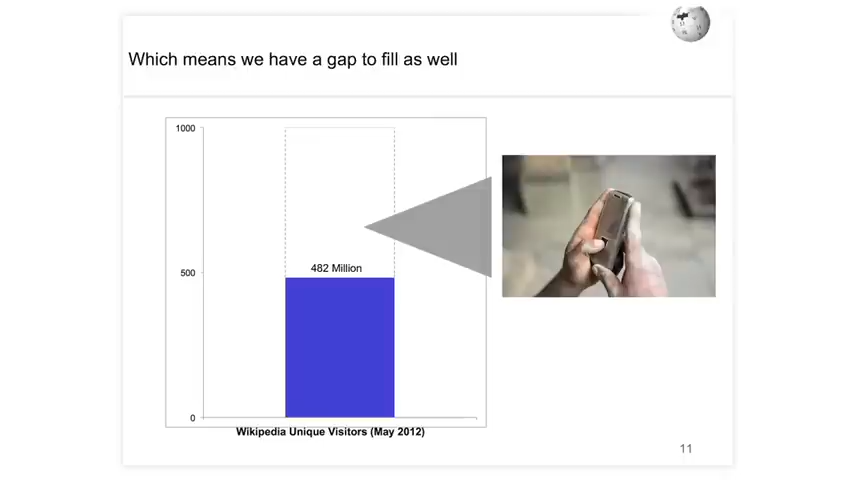 Which means we have a gap to fill as well
1000
482 Million
500
0
Wikipedia Unique Visitors (May 2012)
11